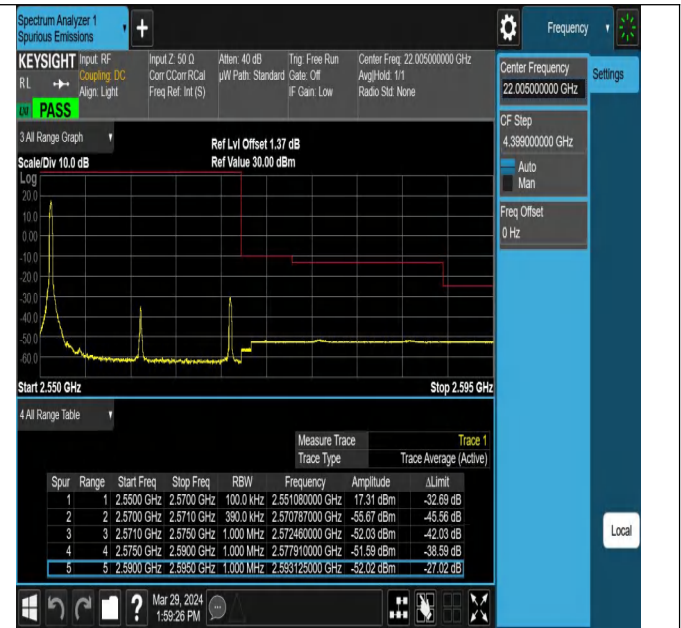 Spectrum Analyzer 1
Spurious Emissions
Frequency
KEYSIGHT Input: RF Input Z: 50 Ω Atten: 40 dB Trig: Free Run Center Freq: 22.005000000 GHz
RL Coupling: DC Corr CCorr RCal µW Path: Standard Gate: Off Avg|Hold: 1/1
Align: Light Freq Ref: Int (S) IF Gain: Low Radio Std: None
PASS
Center Frequency
22.005000000 GHz
Settings
CF Step
4.399000000 GHz
Auto
Man
Freq Offset
0 Hz
3 All Range Graph
Ref Lvl Offset 1.37 dB
Scale/Div 10.0 dB Ref Value 30.00 dBm
Log
20.0
10.0
0.00
-10.0
-20.0
-30.0
-40.0
-50.0
-60.0
Start 2.550 GHz Stop 2.595 GHz
4 All Range Table
Measure Trace Trace 1
Trace Type Trace Average (Active)
Spur Range Start Freq Stop Freq RBW Frequency Amplitude ΔLimit
1 1 2.5500 GHz 2.5700 GHz 100.0 kHz 2.551080000 GHz 17.31 dBm -32.69 dB
2 2 2.5700 GHz 2.5710 GHz 390.0 kHz 2.570787000 GHz -55.67 dBm -45.56 dB
3 3 2.5710 GHz 2.5750 GHz 1.000 MHz 2.572460000 GHz -52.03 dBm -42.03 dB
4 4 2.5750 GHz 2.5900 GHz 1.000 MHz 2.577910000 GHz -51.59 dBm -38.59 dB
5 5 2.5900 GHz 2.5950 GHz 1.000 MHz 2.593125000 GHz -52.02 dBm -27.02 dB
Local
Mar 29, 2024
1:59:26 PM